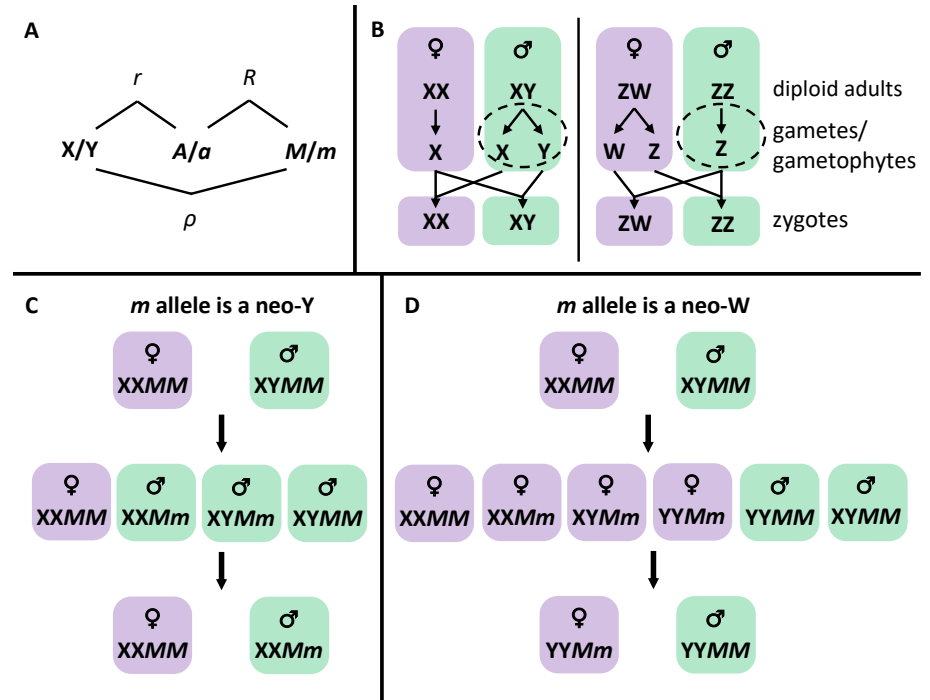 A
r R
X/Y A/a M/m
ρ
B
♀ ♂ ♀ ♂
XX XY ZW ZZ diploid adults
X X Y W Z Z gametes/
gametophytes
XX XY ZW ZZ zygotes
C m allele is a neo-Y
♀ ♂
XXMM XYMM
♀ ♂ ♂ ♂
XXMM XXMm XYMm XYMM
♀ ♂
XXMM XXMm
D m allele is a neo-W
♀ ♂
XXMM XYMM
♀ ♀ ♀ ♀ ♂ ♂
XXMM XXMm XYMm YYMm YYMM XYMM
♀ ♂
YYMm YYMM